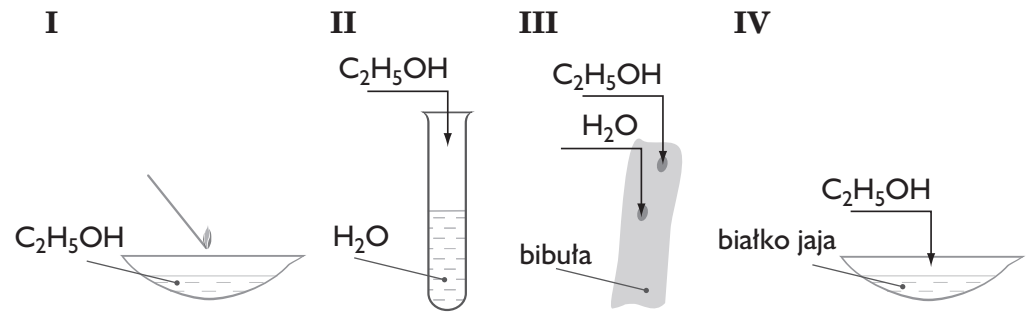 I
II
III
IV
C₂H₅OH
C₂H₅OH
H₂O
C₂H₅OH
H₂O
bibuła
C₂H₅OH
białko jaja